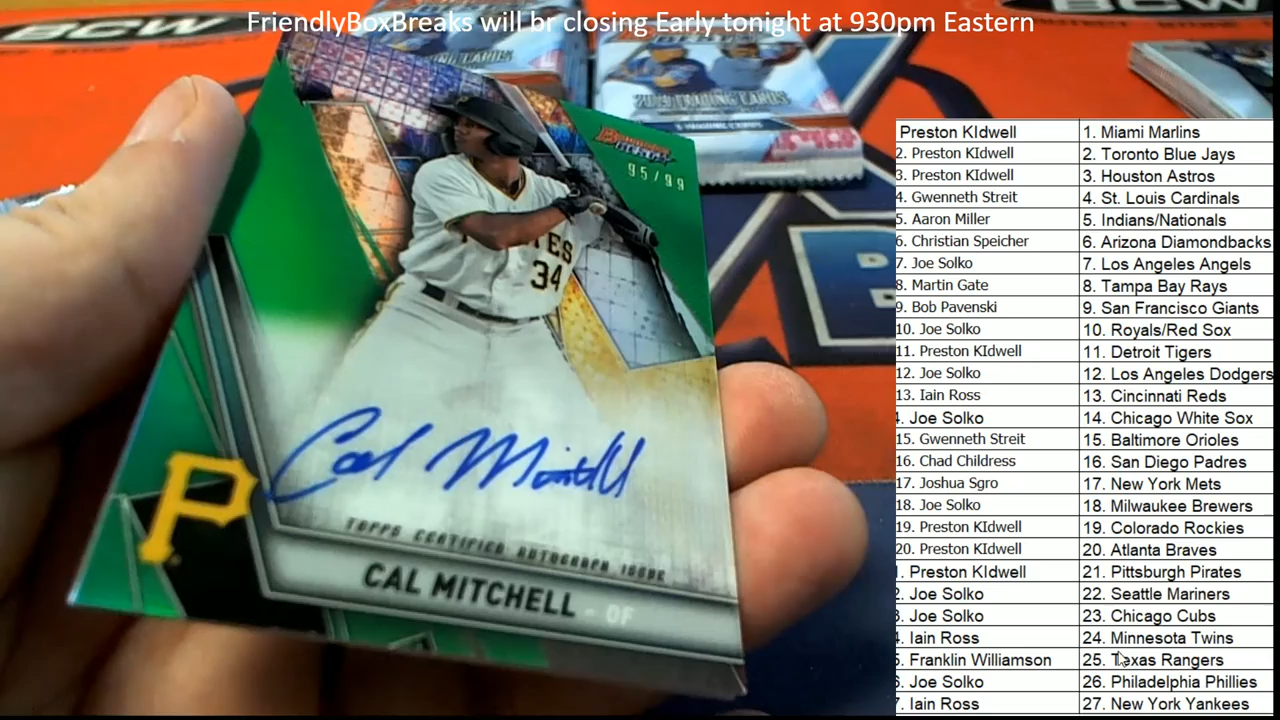 FriendlyBoxBreaks will br closing Early tonight at 930pm Eastern
BOWMAN'S
BEST
95/99
34
Cal Mitchell
P
TOPPS CERTIFIED AUTOGRAPH ISSUE
CAL MITCHELL - OF
2019 TRADING CARDS
Preston KIdwell 1. Miami Marlins
2. Preston KIdwell 2. Toronto Blue Jays
3. Preston KIdwell 3. Houston Astros
4. Gwenneth Streit 4. St. Louis Cardinals
5. Aaron Miller 5. Indians/Nationals
6. Christian Speicher 6. Arizona Diamondbacks
7. Joe Solko 7. Los Angeles Angels
8. Martin Gate 8. Tampa Bay Rays
9. Bob Pavenski 9. San Francisco Giants
10. Joe Solko 10. Royals/Red Sox
11. Preston KIdwell 11. Detroit Tigers
12. Joe Solko 12. Los Angeles Dodgers
13. Iain Ross 13. Cincinnati Reds
4. Joe Solko 14. Chicago White Sox
15. Gwenneth Streit 15. Baltimore Orioles
16. Chad Childress 16. San Diego Padres
17. Joshua Sgro 17. New York Mets
18. Joe Solko 18. Milwaukee Brewers
19. Preston KIdwell 19. Colorado Rockies
20. Preston KIdwell 20. Atlanta Braves
. Preston KIdwell 21. Pittsburgh Pirates
. Joe Solko 22. Seattle Mariners
. Joe Solko 23. Chicago Cubs
. Iain Ross 24. Minnesota Twins
. Franklin Williamson 25. Texas Rangers
. Joe Solko 26. Philadelphia Phillies
. Iain Ross 27. New York Yankees